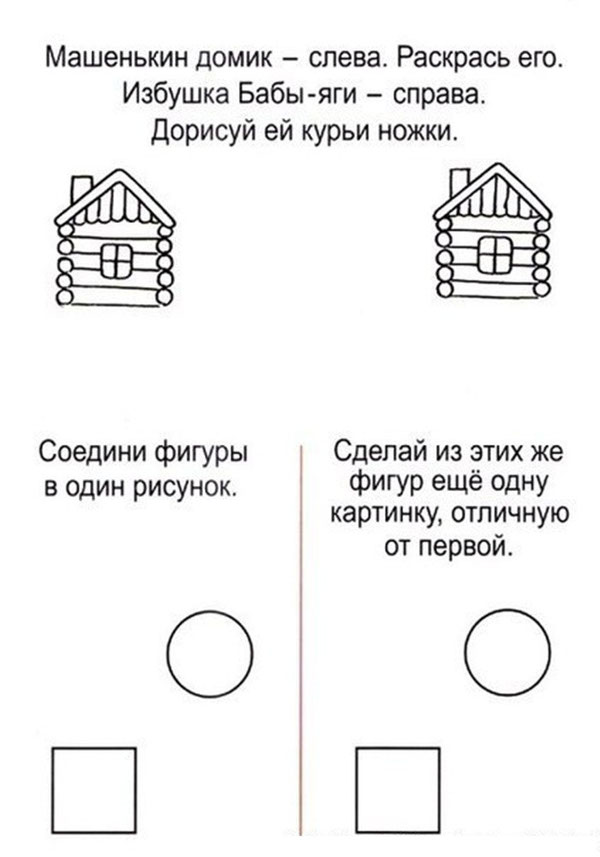 Машенькин домик – слева. Раскрась его.
Избушка Бабы-яги – справа.
Дорисуй ей курьи ножки.
Соедини фигуры
в один рисунок.
Сделай из этих же
фигур ещё одну
картинку, отличную
от первой.